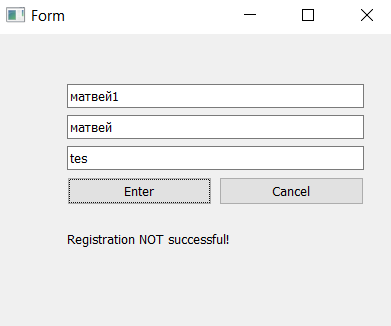 Form
матвей1
матвей
tes
Enter Cancel
Registration NOT successful!